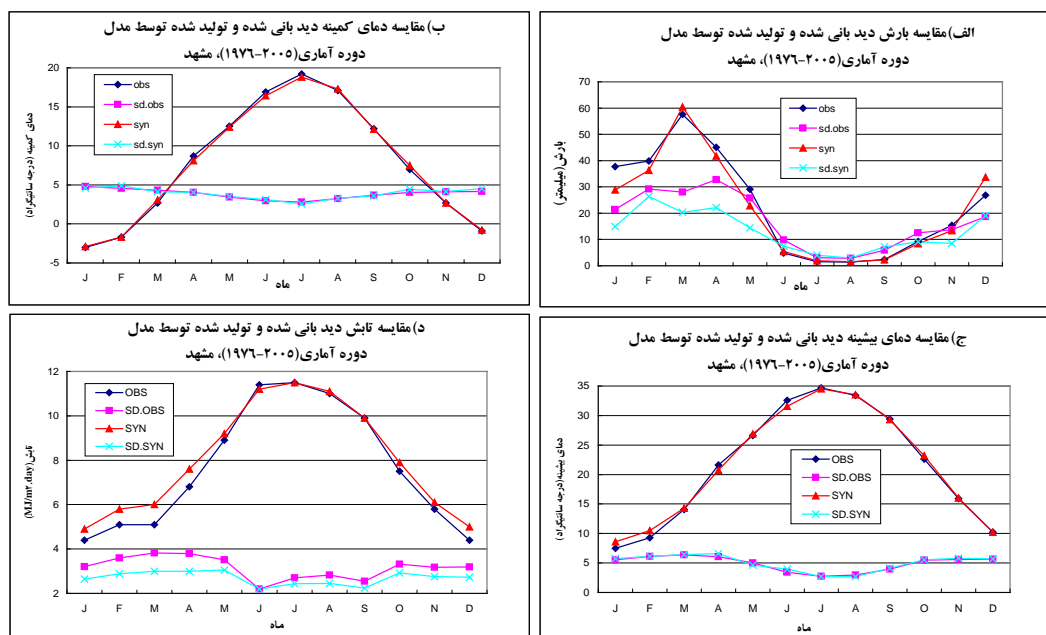 الف)مقایسه بارش دید بانی شده و تولید شده توسط مدل
دوره آماری(۲۰۰۵-۱۹۷۶)، مشهد
بارش(میلیمتر)
70
60
50
40
30
20
10
0
obs
sd.obs
syn
sd.syn
J F M A M J J A S O N D
ماه
ب)مقایسه دمای کمینه دید بانی شده و تولید شده توسط مدل
دوره آماری(۲۰۰۵-۱۹۷۶)، مشهد
دمای کمینه (درجه سانتیگراد)
20
15
10
5
0
-5
obs
sd.obs
syn
sd.syn
J F M A M J J A S O N D
ماه
ج)مقایسه دمای بیشینه دید بانی شده و تولید شده توسط مدل
دوره آماری(۲۰۰۵-۱۹۷۶)، مشهد
دمای بیشینه(درجه سانتیگراد)
35
30
25
20
15
10
5
0
OBS
SD.OBS
SYN
SD.SYN
J F M A M J J A S O N D
ماه
د)مقایسه تابش دید بانی شده و تولید شده توسط مدل
دوره آماری(۲۰۰۵-۱۹۷۶)، مشهد
تابش(MJ/m۲.day)
12
10
8
6
4
2
OBS
SD.OBS
SYN
SD.SYN
J F M A M J J A S O N D
ماه